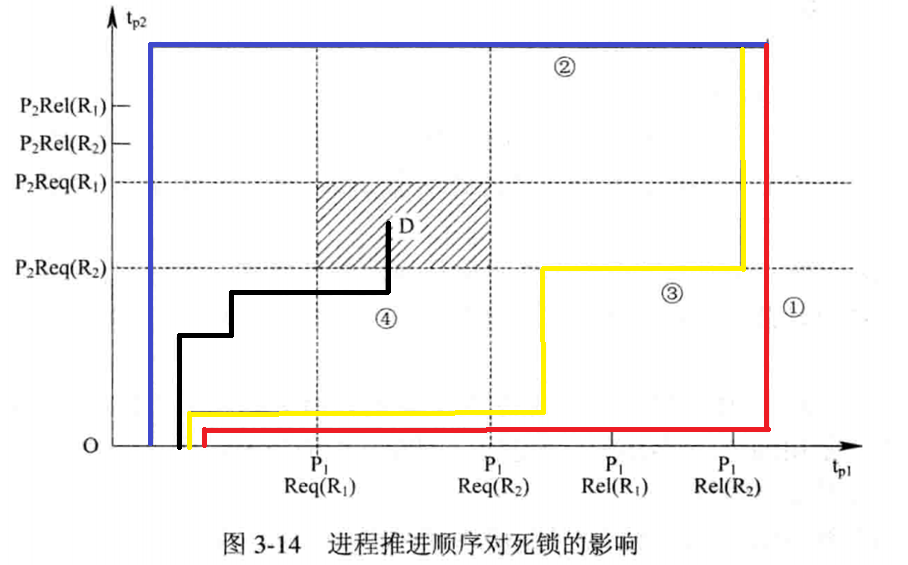 t_p2
②
P₂Rel(R₁)
P₂Rel(R₂)
P₂Req(R₁)
D
P₂Req(R₂)
③
①
④
O
P₁
Req(R₁)
P₁
Req(R₂)
P₁
Rel(R₁)
P₁
Rel(R₂)
t_p1
图 3-14 进程推进顺序对死锁的影响